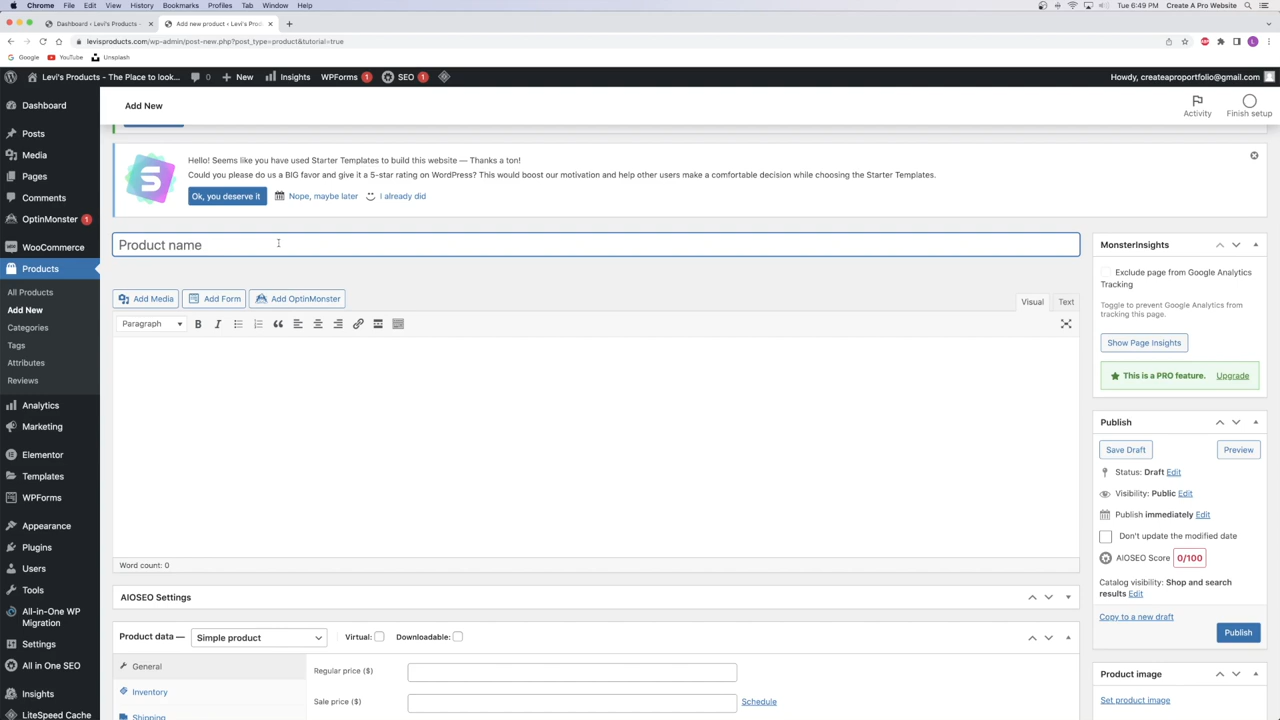 Chrome File Edit View History Bookmarks Profiles Tab Window Help Tue 6:49 PM Create A Pro Website
Dashboard ‹ Levi's Products - Add new product ‹ Levi's Prod
levisproducts.com/wp-admin/post-new.php?post_type=product&tutorial=true
Google YouTube Unsplash
Levi's Products - The Place to look... 0 New Insights WPForms 1 SEO 1 Howdy, createaproportfolio@gmail.com
Dashboard
Posts
Media
Pages
Comments
OptinMonster 1
WooCommerce
Products
All Products
Add New
Categories
Tags
Attributes
Reviews
Analytics
Marketing
Elementor
Templates
WPForms
Appearance
Plugins
Users
Tools
All-in-One WP
Migration
Settings
All in One SEO
Insights
LiteSpeed Cache
Add New
Activity Finish setup
Hello! Seems like you have used Starter Templates to build this website — Thanks a ton!
Could you please do us a BIG favor and give it a 5-star rating on WordPress? This would boost our motivation and help other users make a comfortable decision while choosing the Starter Templates.
Ok, you deserve it Nope, maybe later I already did
Product name
Add Media Add Form Add OptinMonster Visual Text
Paragraph B I
Word count: 0
AIOSEO Settings
Product data — Simple product Virtual: Downloadable:
General
Inventory
Shipping
Regular price ($)
Sale price ($) Schedule
MonsterInsights
Exclude page from Google Analytics
Tracking
Toggle to prevent Google Analytics from
tracking this page.
Show Page Insights
This is a PRO feature. Upgrade
Publish
Save Draft Preview
Status: Draft Edit
Visibility: Public Edit
Publish immediately Edit
Don't update the modified date
AIOSEO Score 0/100
Catalog visibility: Shop and search
results Edit
Copy to a new draft
Publish
Product image
Set product image